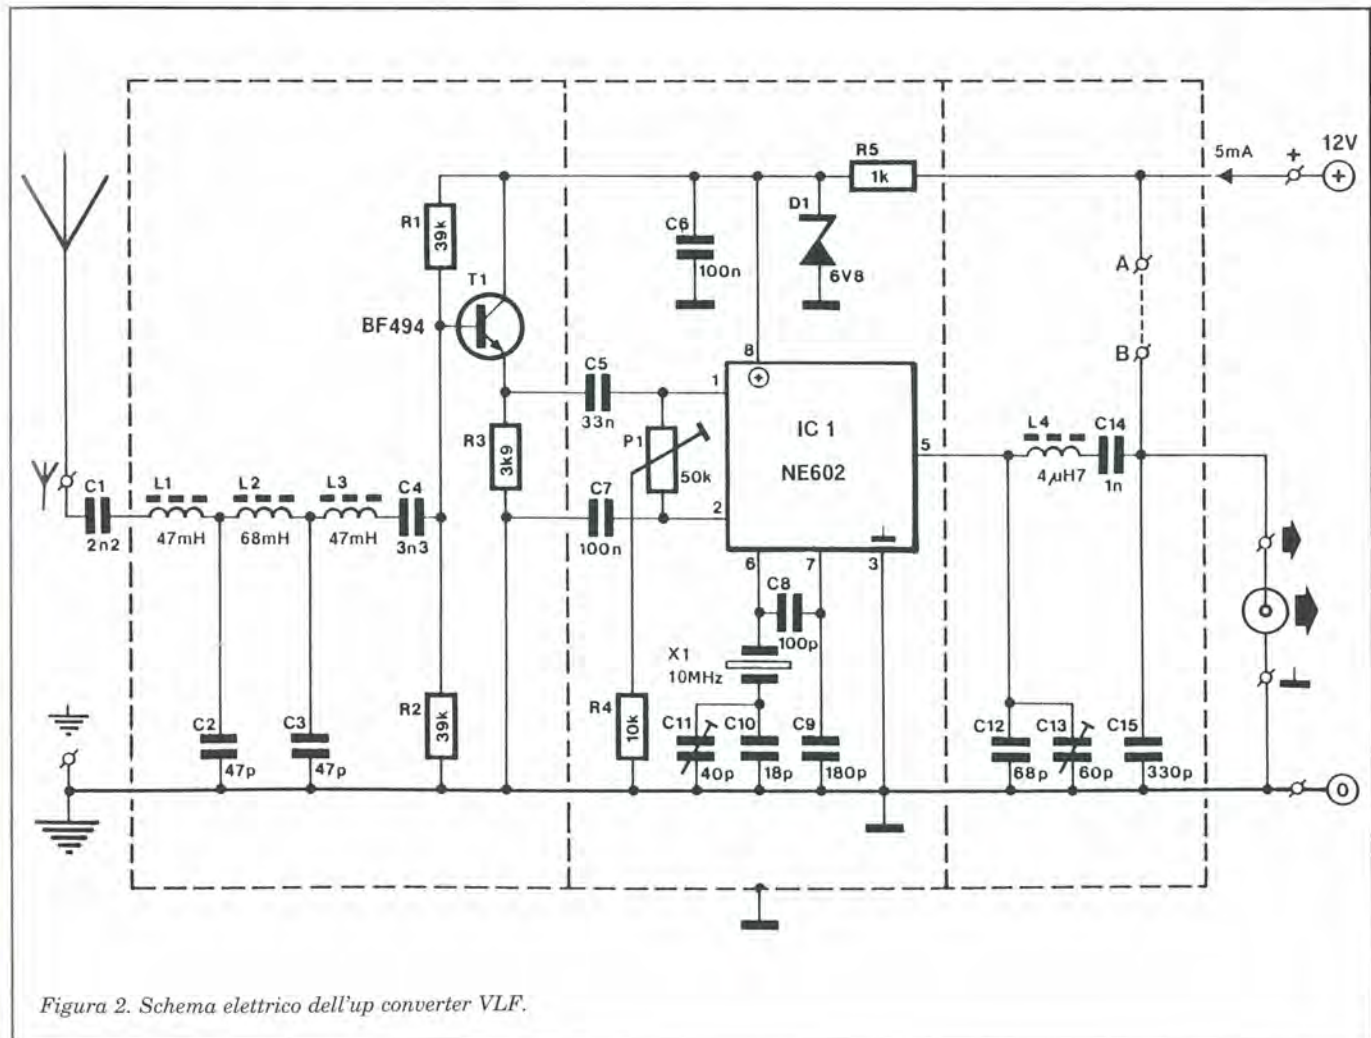 R5
1k
5mA
+
12V
+
R1
39k
C6
100n
D1
6V8
A
B
T1
BF494
C5
33n
1
8
+
IC 1
NE602
5
R3
3k9
P1
50k
L4
4µH7
C14
1n
C1
2n2
L1
47mH
L2
68mH
L3
47mH
C4
3n3
C7
100n
2
6
7
3
C8
100p
X1
10MHz
C2
47p
C3
47p
R2
39k
R4
10k
C11
40p
C10
18p
C9
180p
C12
68p
C13
60p
C15
330p
0
Figura 2. Schema elettrico dell'up converter VLF.